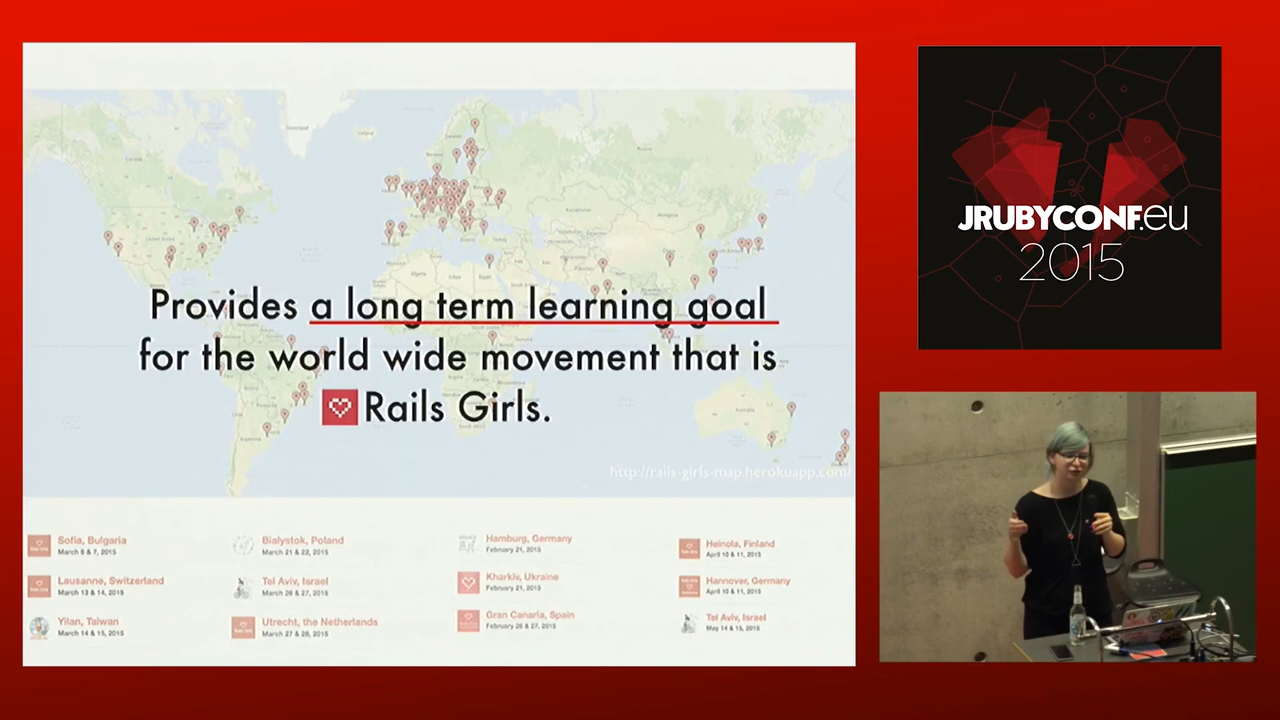 Provides a long term learning goal
for the world wide movement that is
Rails Girls.
http://rails-girls-map.herokuapp.com/
Sofia, Bulgaria
March 6 & 7, 2015
Lausanne, Switzerland
March 13 & 14, 2015
Yilan, Taiwan
March 14 & 15, 2015
Bialystok, Poland
March 21 & 22, 2015
Tel Aviv, Israel
March 26 & 27, 2015
Utrecht, the Netherlands
March 27 & 28, 2015
Hamburg, Germany
February 21, 2015
Kharkiv, Ukraine
February 21, 2015
Gran Canaria, Spain
February 26 & 27, 2015
Heinola, Finland
April 10 & 11, 2015
Hannover, Germany
April 10 & 11, 2015
Tel Aviv, Israel
May 14 & 15, 2015
JRUBYCONF.eu
2015